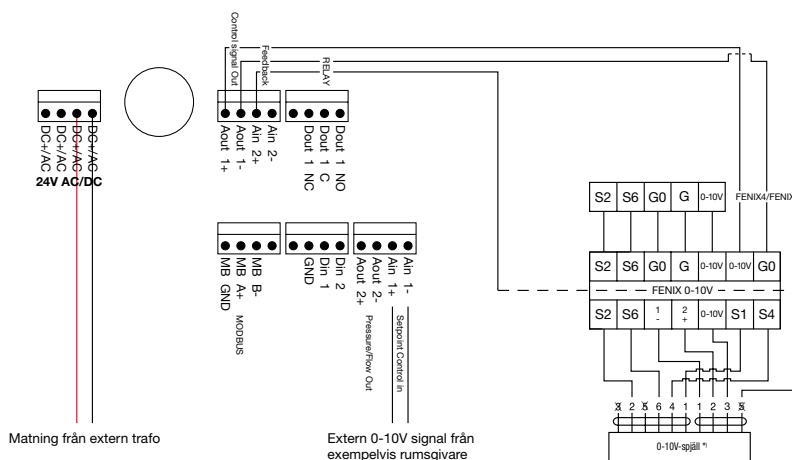 Control signal Out
Feedback
RELAY
DC+/AC
DC+/AC
DC+/AC
DC+/AC
24V AC/DC
Aout 1+
Aout 1-
Ain 2+
Ain 2-
Dout 1 NC
Dout 1 C
Dout 1 NO
S2 S6 G0 G 0-10V
FENIX4/FENIX
MB GND
MB A+
MB B-
MODBUS
GND
Din 1
Din 2
Aout 2+
Aout 2-
Ain 1+
Ain 1-
Pressure/Flow Out
Setpoint Control in
S2 S6 G0 G 0-10V 0-10V G0
FENIX 0-10V
S2 S6 1 - 2 + 0-10V S1 S4
3 2 5 6 4 1 1 2 3 5
0-10V-spjäll *)
Matning från extern trafo
Extern 0-10V signal från
exempelvis rumsgivare